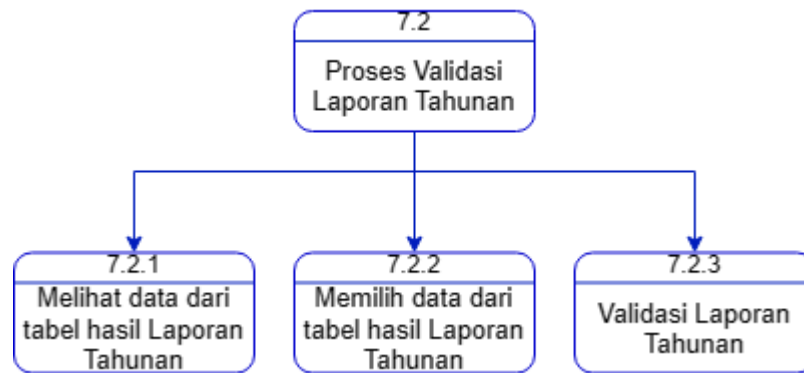 7.2
Proses Validasi
Laporan Tahunan
7.2.1
Melihat data dari
tabel hasil Laporan
Tahunan
7.2.2
Memilih data dari
tabel hasil Laporan
Tahunan
7.2.3
Validasi Laporan
Tahunan